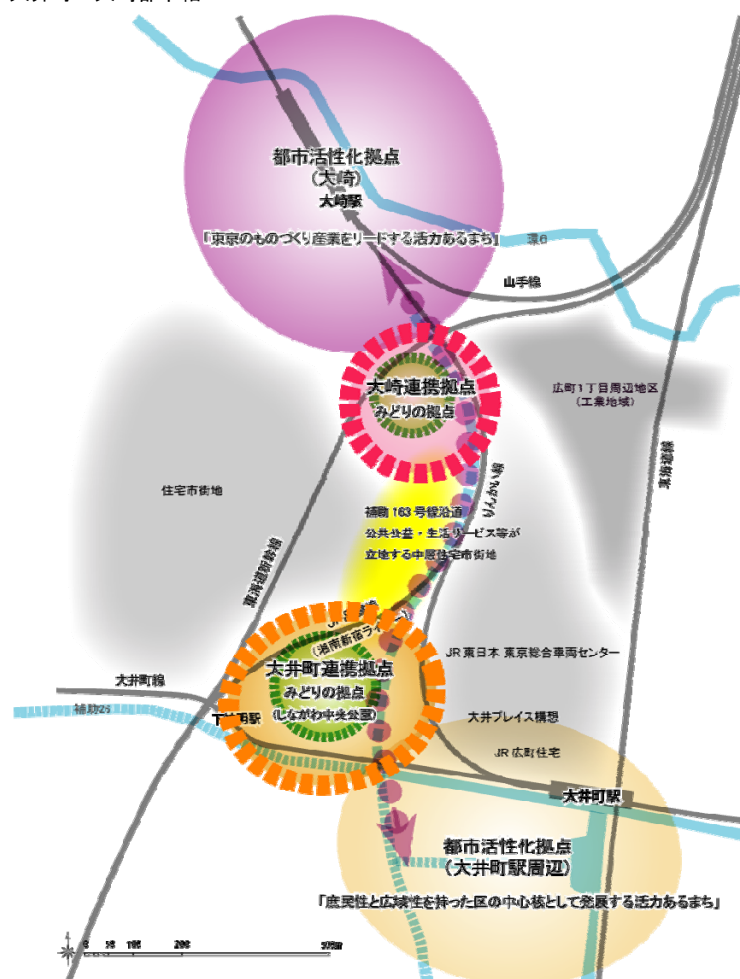 都市活性化拠点
（大崎）
大崎駅
「東京のものづくり産業をリードする活力あるまち」
環6
山手線
大崎連携拠点
みどりの拠点
広町1丁目周辺地区
（工業地域）
東海道線
りんかい線
住宅市街地
補助163号線沿道
公共公益・生活サービス等が
立地する中層住宅市街地
東海道新幹線
（湘南新宿ライナー）
大井町連携拠点
みどりの拠点
（しながわ中央公園）
JR東日本 東京総合車両センター
大井町線
補助26
大井プレイス構想
JR広町住宅
大井町駅
都市活性化拠点
（大井町駅周辺）
「庶民性と広域性を持った区の中心核として発展する活力あるまち」
0 50 100 200 500m